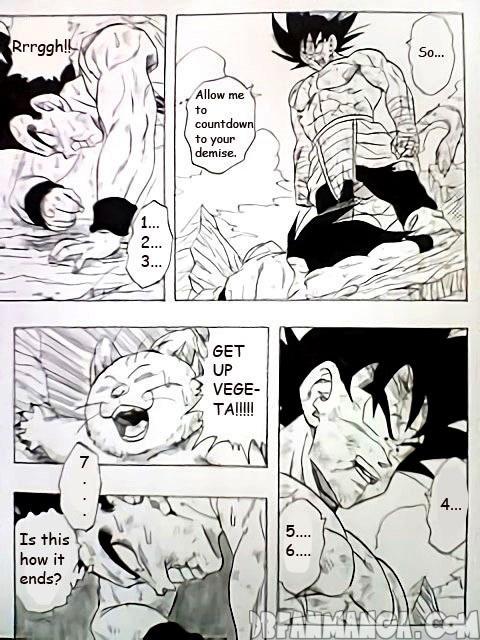 So...
Allow me
to
countdown
to your
demise.
Rrrggh!!
1...
2...
3...
4...
5....
6....
GET
UP
VEGE-
TA!!!!!
7
.
.
Is this
how it
ends?
DBFANMANGA.COM